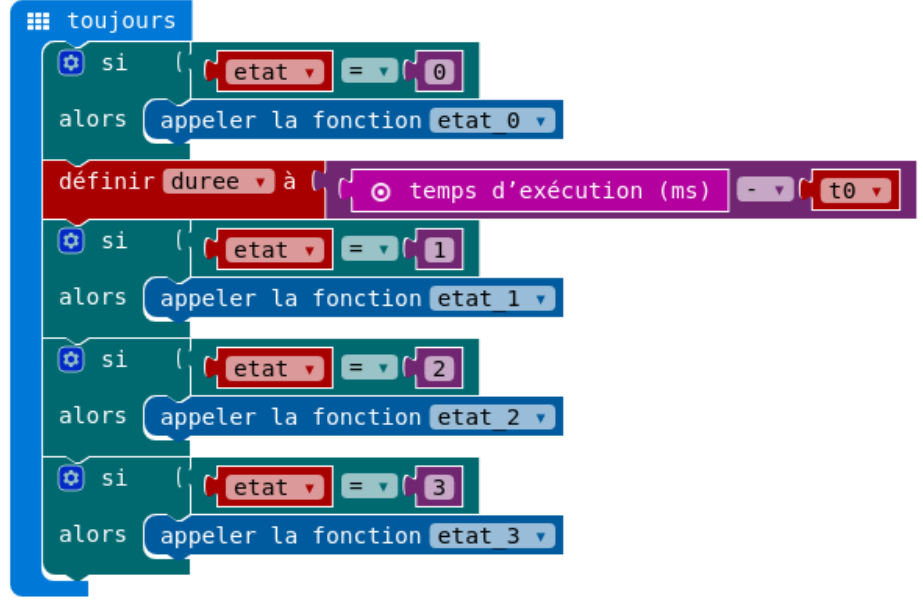 toujours
si etat = 0
alors appeler la fonction etat_0
définir duree à temps d’exécution (ms) - t0
si etat = 1
alors appeler la fonction etat_1
si etat = 2
alors appeler la fonction etat_2
si etat = 3
alors appeler la fonction etat_3